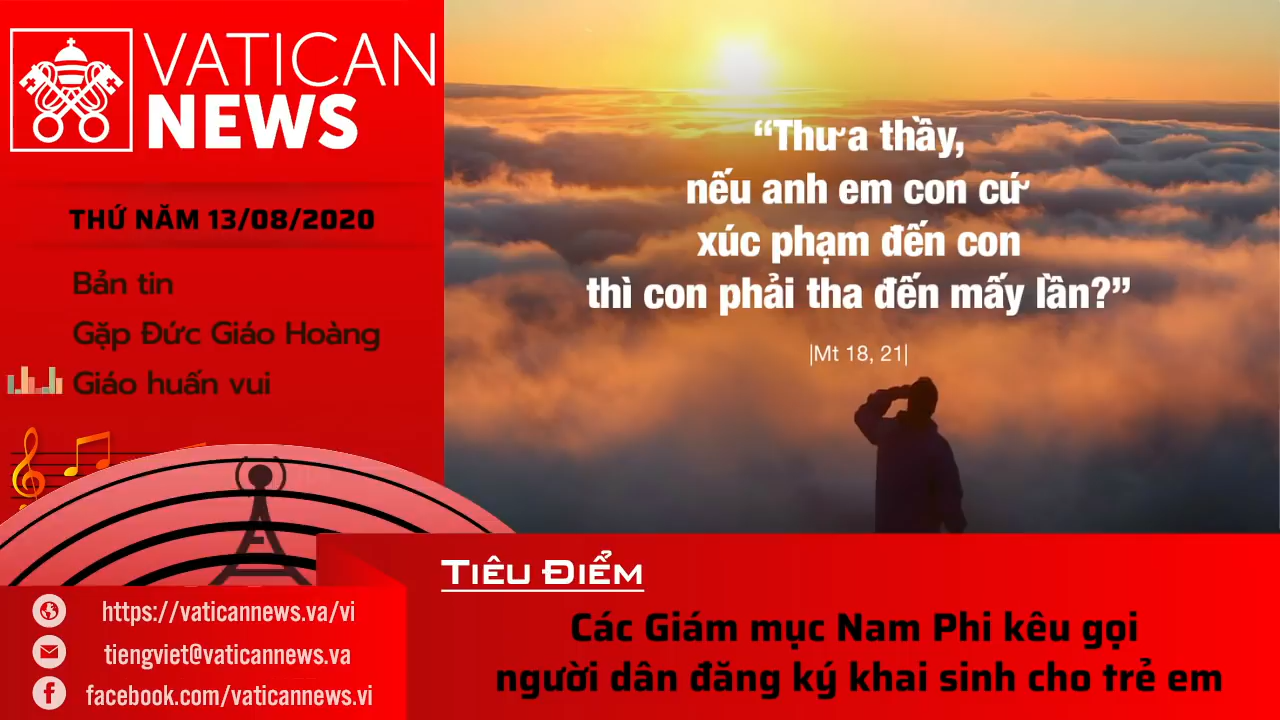 VATICAN
NEWS
THỨ NĂM 13/08/2020
Bản tin
Gặp Đức Giáo Hoàng
Giáo huấn vui
“Thưa thầy,
nếu anh em con cứ
xúc phạm đến con
thì con phải tha đến mấy lần?”
|Mt 18, 21|
TIÊU ĐIỂM
Các Giám mục Nam Phi kêu gọi
người dân đăng ký khai sinh cho trẻ em
https://vaticannews.va/vi
tiengviet@vaticannews.va
facebook.com/vaticannews.vi